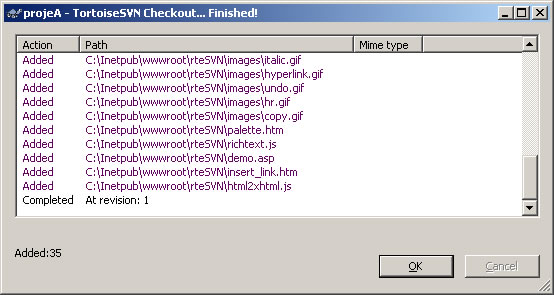 projeA - TortoiseSVN Checkout... Finished!
Action Path Mime type
Added C:\Inetpub\wwwroot\rteSVN\images\italic.gif
Added C:\Inetpub\wwwroot\rteSVN\images\hyperlink.gif
Added C:\Inetpub\wwwroot\rteSVN\images\undo.gif
Added C:\Inetpub\wwwroot\rteSVN\images\hr.gif
Added C:\Inetpub\wwwroot\rteSVN\images\copy.gif
Added C:\Inetpub\wwwroot\rteSVN\palette.htm
Added C:\Inetpub\wwwroot\rteSVN\richtext.js
Added C:\Inetpub\wwwroot\rteSVN\demo.asp
Added C:\Inetpub\wwwroot\rteSVN\insert_link.htm
Added C:\Inetpub\wwwroot\rteSVN\html2xhtml.js
Completed At revision: 1
Added:35
OK Cancel